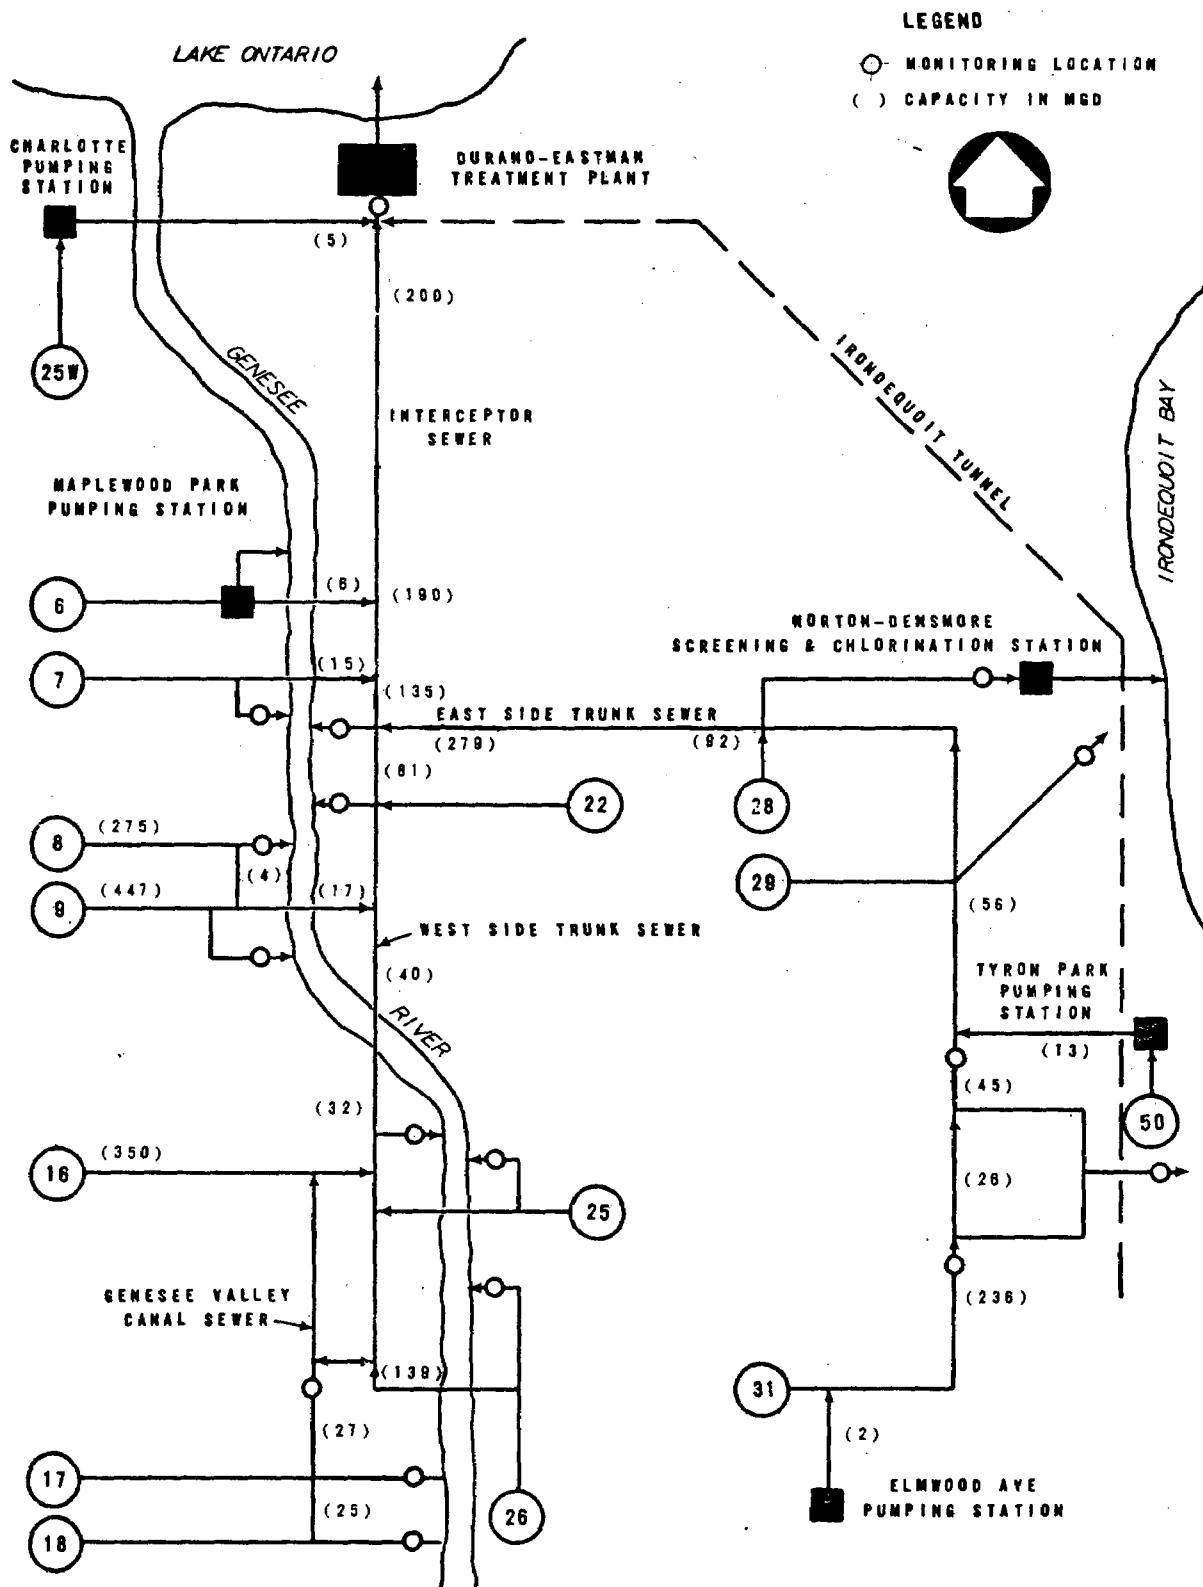 LEGEND
LAKE ONTARIO
MONITORING LOCATION
( ) CAPACITY IN MGD
CHARLOTTE
PUMPING
STATION
DURAND-EASTMAN
TREATMENT PLANT
(5)
(200)
GENESEE
IRONDEQUOIT TUNNEL
25W
INTERCEPTOR
SEWER
IRONDEQUOIT BAY
MAPLEWOOD PARK
PUMPING STATION
(6)
(190)
6
NORTON-DENSMORE
SCREENING & CHLORINATION STATION
(15)
7
(135)
EAST SIDE TRUNK SEWER
(279)
(92)
(81)
22
28
(275)
8
(4)
29
(447)
(17)
9
(56)
WEST SIDE TRUNK SEWER
(40)
TYRON PARK
PUMPING
STATION
RIVER
(13)
(45)
(32)
50
(350)
16
(26)
25
GENESEE VALLEY
CANAL SEWER
(236)
(139)
31
(27)
(2)
17
ELMWOOD AVE
PUMPING STATION
(25)
26
18